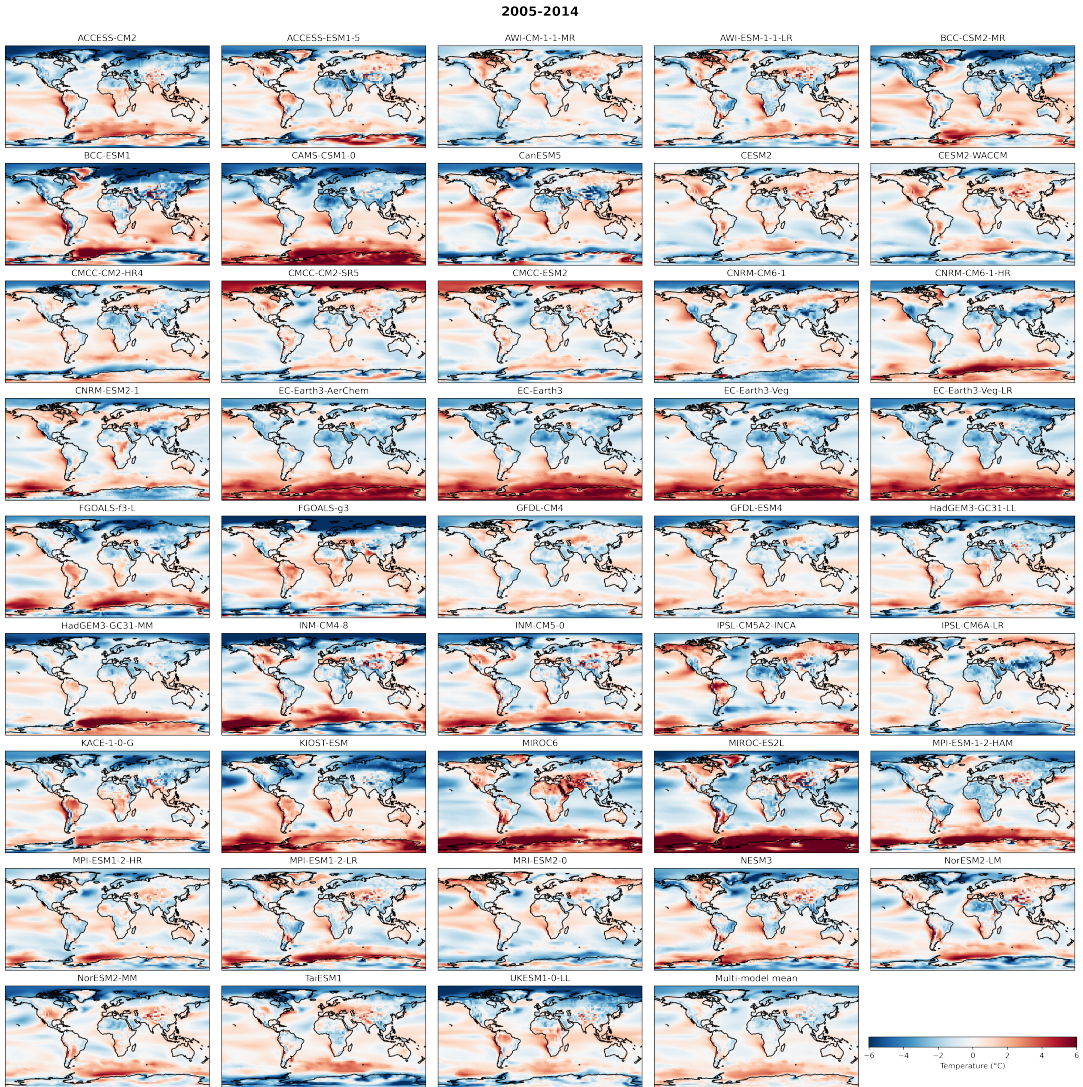 2005-2014
ACCESS-CM2 ACCESS-ESM1-5 AWI-CM-1-1-MR AWI-ESM-1-1-LR BCC-CSM2-MR
BCC-ESM1 CAMS-CSM1-0 CanESM5 CESM2 CESM2-WACCM
CMCC-CM2-HR4 CMCC-CM2-SR5 CMCC-ESM2 CNRM-CM6-1 CNRM-CM6-1-HR
CNRM-ESM2-1 EC-Earth3-AerChem EC-Earth3 EC-Earth3-Veg EC-Earth3-Veg-LR
FGOALS-f3-L FGOALS-g3 GFDL-CM4 GFDL-ESM4 HadGEM3-GC31-LL
HadGEM3-GC31-MM INM-CM4-8 INM-CM5-0 IPSL-CM5A2-INCA IPSL-CM6A-LR
KACE-1-0-G KIOST-ESM MIROC6 MIROC-ES2L MPI-ESM-1-2-HAM
MPI-ESM1-2-HR MPI-ESM1-2-LR MRI-ESM2-0 NESM3 NorESM2-LM
NorESM2-MM TaiESM1 UKESM1-0-LL Multi-model mean
−6 −4 −2 0 2 4 6
Temperature (°C)